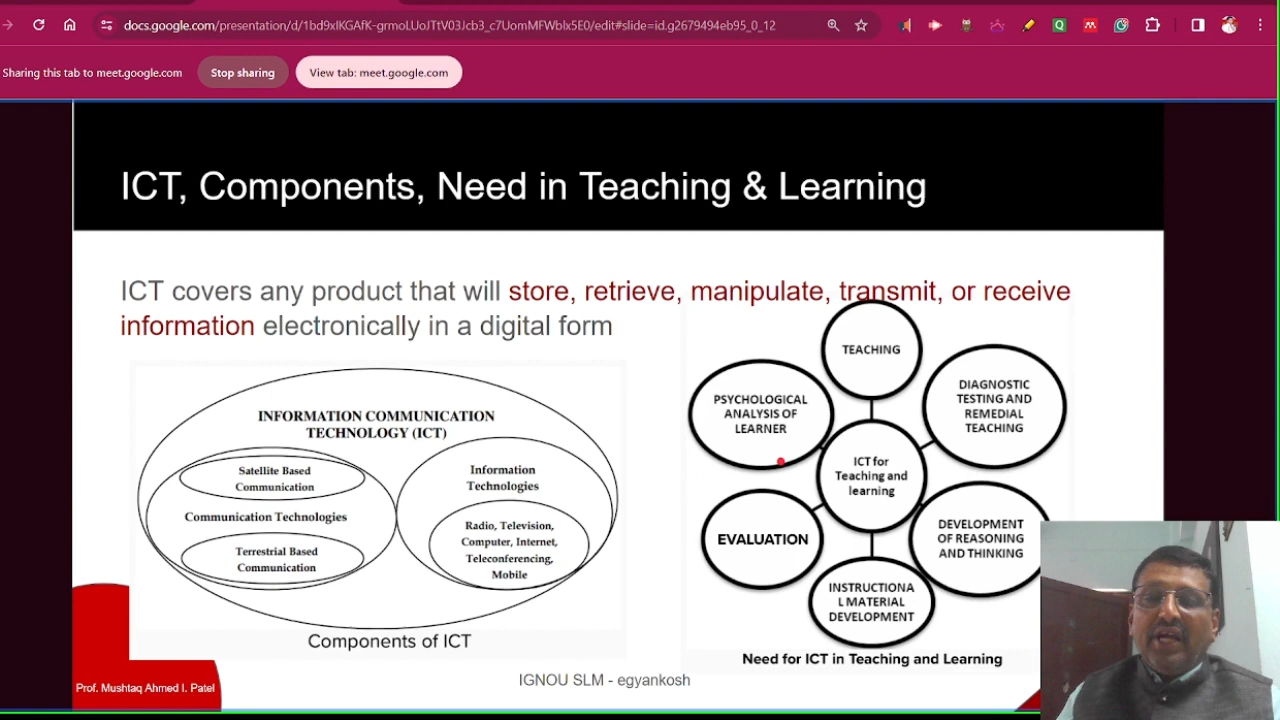 docs.google.com/presentation/d/1bd9xlKGAfK-grmoLUoJTtV03Jcb3_c7UomMFWblx5E0/edit#slide=id.g2679494eb95_0_12
Sharing this tab to meet.google.com
Stop sharing
View tab: meet.google.com
ICT, Components, Need in Teaching & Learning
ICT covers any product that will store, retrieve, manipulate, transmit, or receive
information electronically in a digital form
INFORMATION COMMUNICATION
TECHNOLOGY (ICT)
Satellite Based
Communication
Communication Technologies
Terrestrial Based
Communication
Information
Technologies
Radio, Television,
Computer, Internet,
Teleconferencing,
Mobile
Components of ICT
TEACHING
PSYCHOLOGICAL
ANALYSIS OF
LEARNER
DIAGNOSTIC
TESTING AND
REMEDIAL
TEACHING
ICT for
Teaching and
learning
EVALUATION
DEVELOPMENT
OF REASONING
AND THINKING
INSTRUCTIONA
L MATERIAL
DEVELOPMENT
Need for ICT in Teaching and Learning
IGNOU SLM - egyankosh
Prof. Mushtaq Ahmed I. Patel